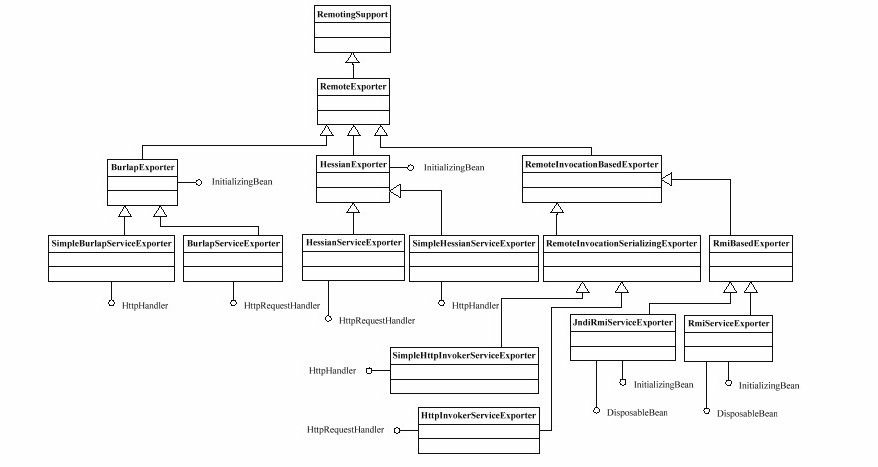 RemotingSupport
RemoteExporter
BurlapExporter
InitializingBean
HessianExporter
InitializingBean
RemoteInvocationBasedExporter
SimpleBurlapServiceExporter
BurlapServiceExporter
HessianServiceExporter
SimpleHessianServiceExporter
RemoteInvocationSerializingExporter
RmiBasedExporter
HttpHandler
HttpRequestHandler
HttpRequestHandler
HttpHandler
JndiRmiServiceExporter
RmiServiceExporter
SimpleHttpInvokerServiceExporter
HttpHandler
InitializingBean
InitializingBean
DisposableBean
DisposableBean
HttpInvokerServiceExporter
HttpRequestHandler